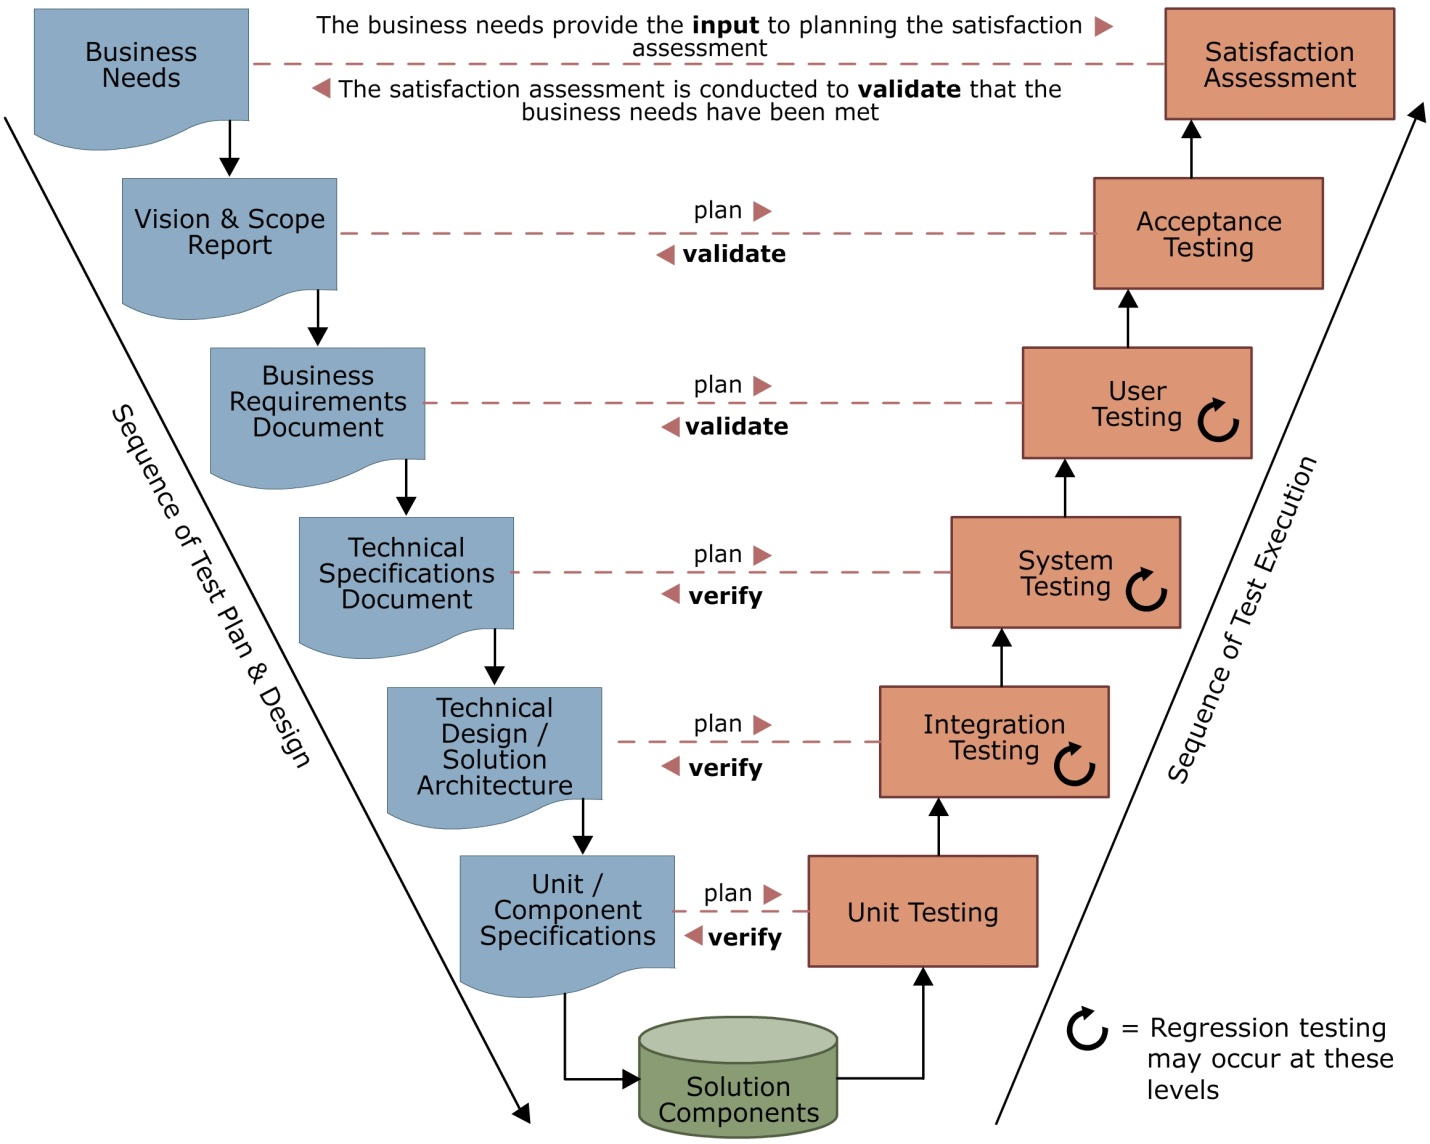 The business needs provide the input to planning the satisfaction
assessment
Business
Needs
Satisfaction
Assessment
The satisfaction assessment is conducted to validate that the
business needs have been met
Vision & Scope
Report
plan
validate
Acceptance
Testing
Business
Requirements
Document
plan
validate
User
Testing
Technical
Specifications
Document
plan
verify
System
Testing
Sequence of Test Plan & Design
Sequence of Test Execution
Technical
Design /
Solution
Architecture
plan
verify
Integration
Testing
Unit /
Component
Specifications
plan
verify
Unit Testing
Solution
Components
= Regression testing
may occur at these
levels